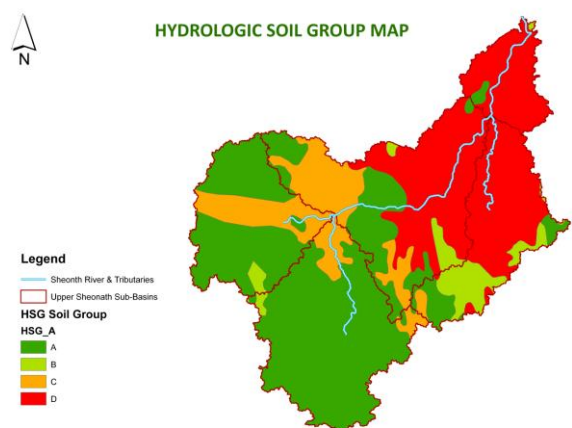 HYDROLOGIC SOIL GROUP MAP
N
Legend
Sheonth River & Tributaries
Upper Sheonath Sub-Basins
HSG Soil Group
HSG_A
A
B
C
D